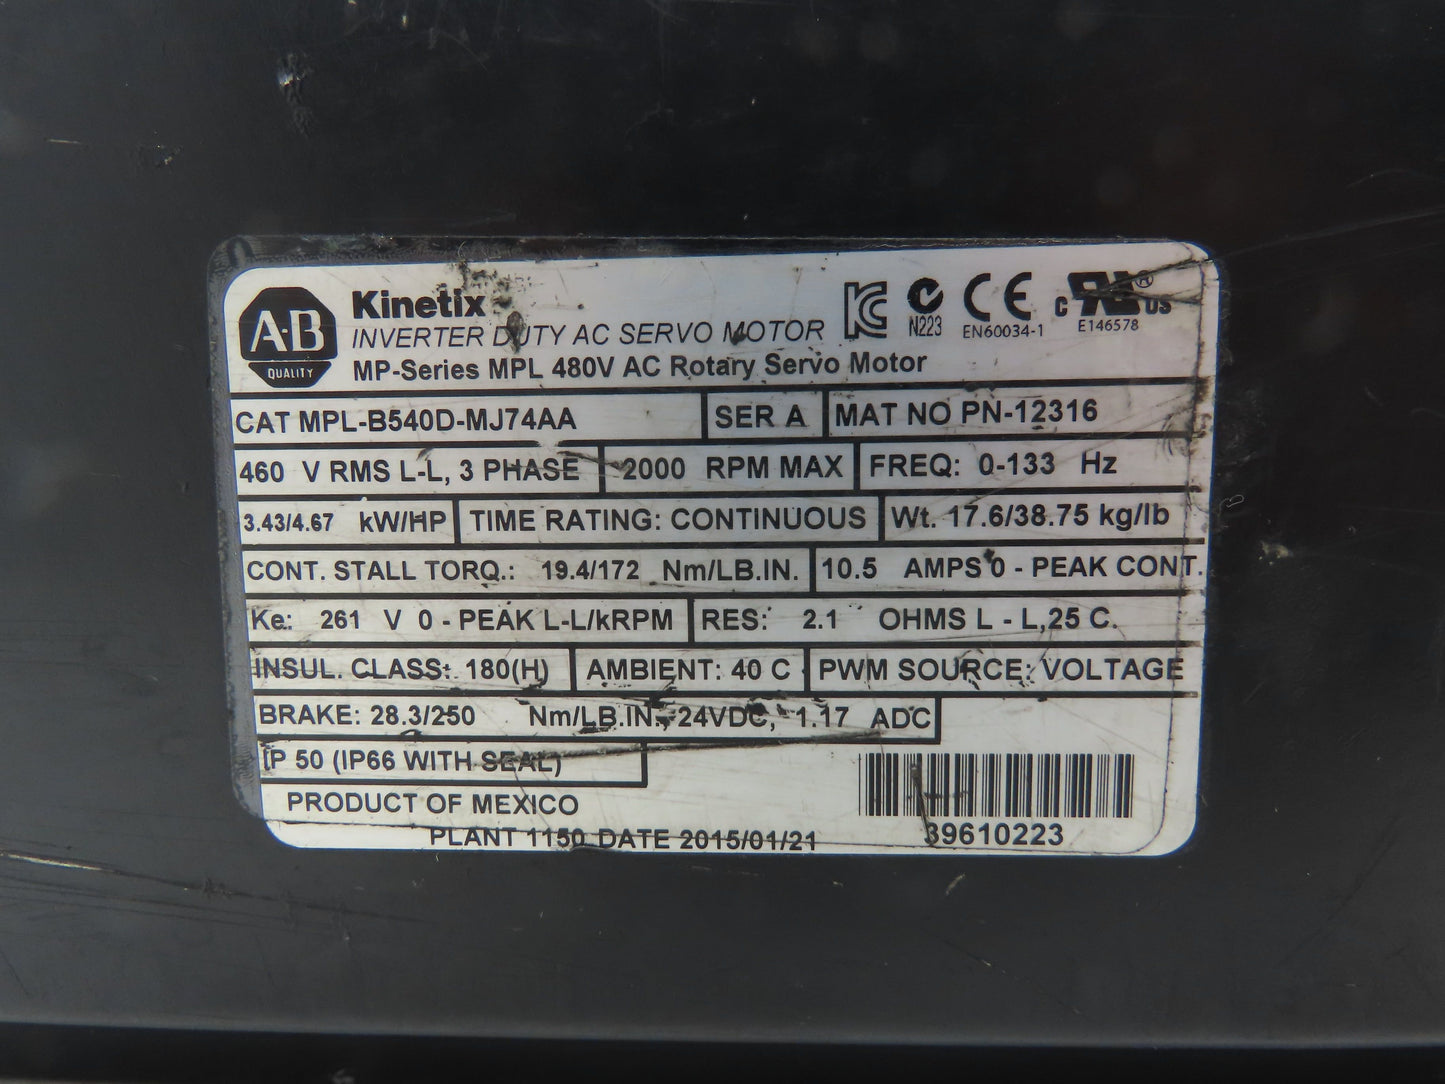 A-B
QUALITY
Kinetix
INVERTER DUTY AC SERVO MOTOR
MP-Series MPL 480V AC Rotary Servo Motor
KC
N223
CE
EN60034-1
c UR US ®
E146578
CAT MPL-B540D-MJ74AA SER A MAT NO PN-12316
460 V RMS L-L, 3 PHASE 2000 RPM MAX FREQ: 0-133 Hz
3.43/4.67 kW/HP TIME RATING: CONTINUOUS Wt. 17.6/38.75 kg/lb
CONT. STALL TORQ.: 19.4/172 Nm/LB.IN. 10.5 AMPS 0 - PEAK CONT.
Ke: 261 V 0 - PEAK L-L/kRPM RES: 2.1 OHMS L - L,25 C.
INSUL. CLASS: 180(H) AMBIENT: 40 C PWM SOURCE: VOLTAGE
BRAKE: 28.3/250 Nm/LB.IN., 24VDC, 1.17 ADC
IP 50 (IP66 WITH SEAL)
PRODUCT OF MEXICO
PLANT 1150 DATE 2015/01/21
39610223